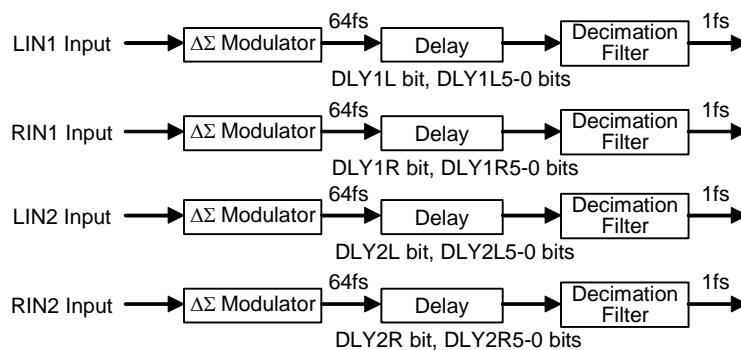 64fs 1fs
LIN1 Input ΔΣ Modulator Delay Decimation Filter
DLY1L bit, DLY1L5-0 bits
64fs 1fs
RIN1 Input ΔΣ Modulator Delay Decimation Filter
DLY1R bit, DLY1R5-0 bits
64fs 1fs
LIN2 Input ΔΣ Modulator Delay Decimation Filter
DLY2L bit, DLY2L5-0 bits
64fs 1fs
RIN2 Input ΔΣ Modulator Delay Decimation Filter
DLY2R bit, DLY2R5-0 bits